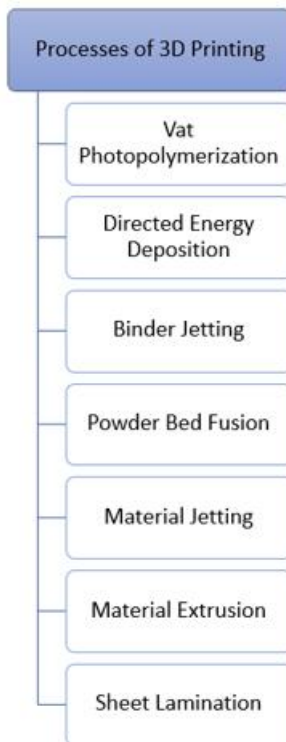 Processes of 3D Printing
Vat
Photopolymerization
Directed Energy
Deposition
Binder Jetting
Powder Bed Fusion
Material Jetting
Material Extrusion
Sheet Lamination